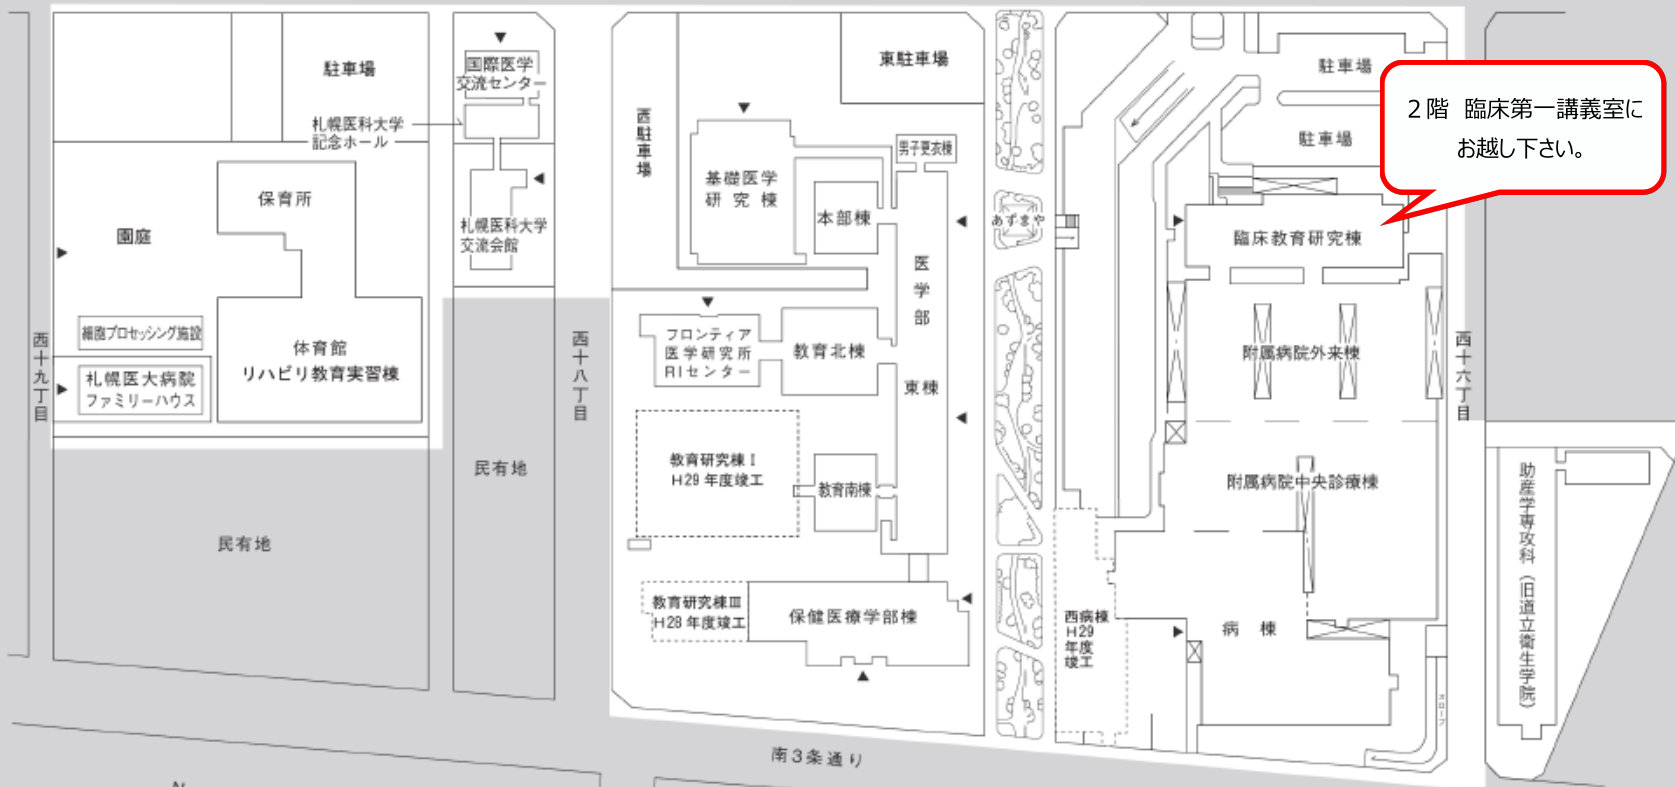 駐車場
国際医学
交流センター
札幌医科大学
記念ホール
保育所
園庭
札幌医科大学
交流会館
細胞プロセッシング施設
札幌医大病院
ファミリーハウス
体育館
リハビリ教育実習棟
西十九丁目
民有地
民有地
西十八丁目
西駐車場
東駐車場
基礎医学
研究棟
男子更衣棟
本部棟
医学部
東棟
フロンティア
医学研究所
RIセンター
教育北棟
教育研究棟Ⅰ
H29年度竣工
教育南棟
教育研究棟Ⅲ
H28年度竣工
保健医療学部棟
あずまや
駐車場
駐車場
2階 臨床第一講義室に
お越し下さい。
臨床教育研究棟
附属病院外来棟
附属病院中央診療棟
西病棟
H29
年度
竣工
病棟
スロープ
西十六丁目
助産学専攻科(旧道立衛生学院)
南3条通り
N